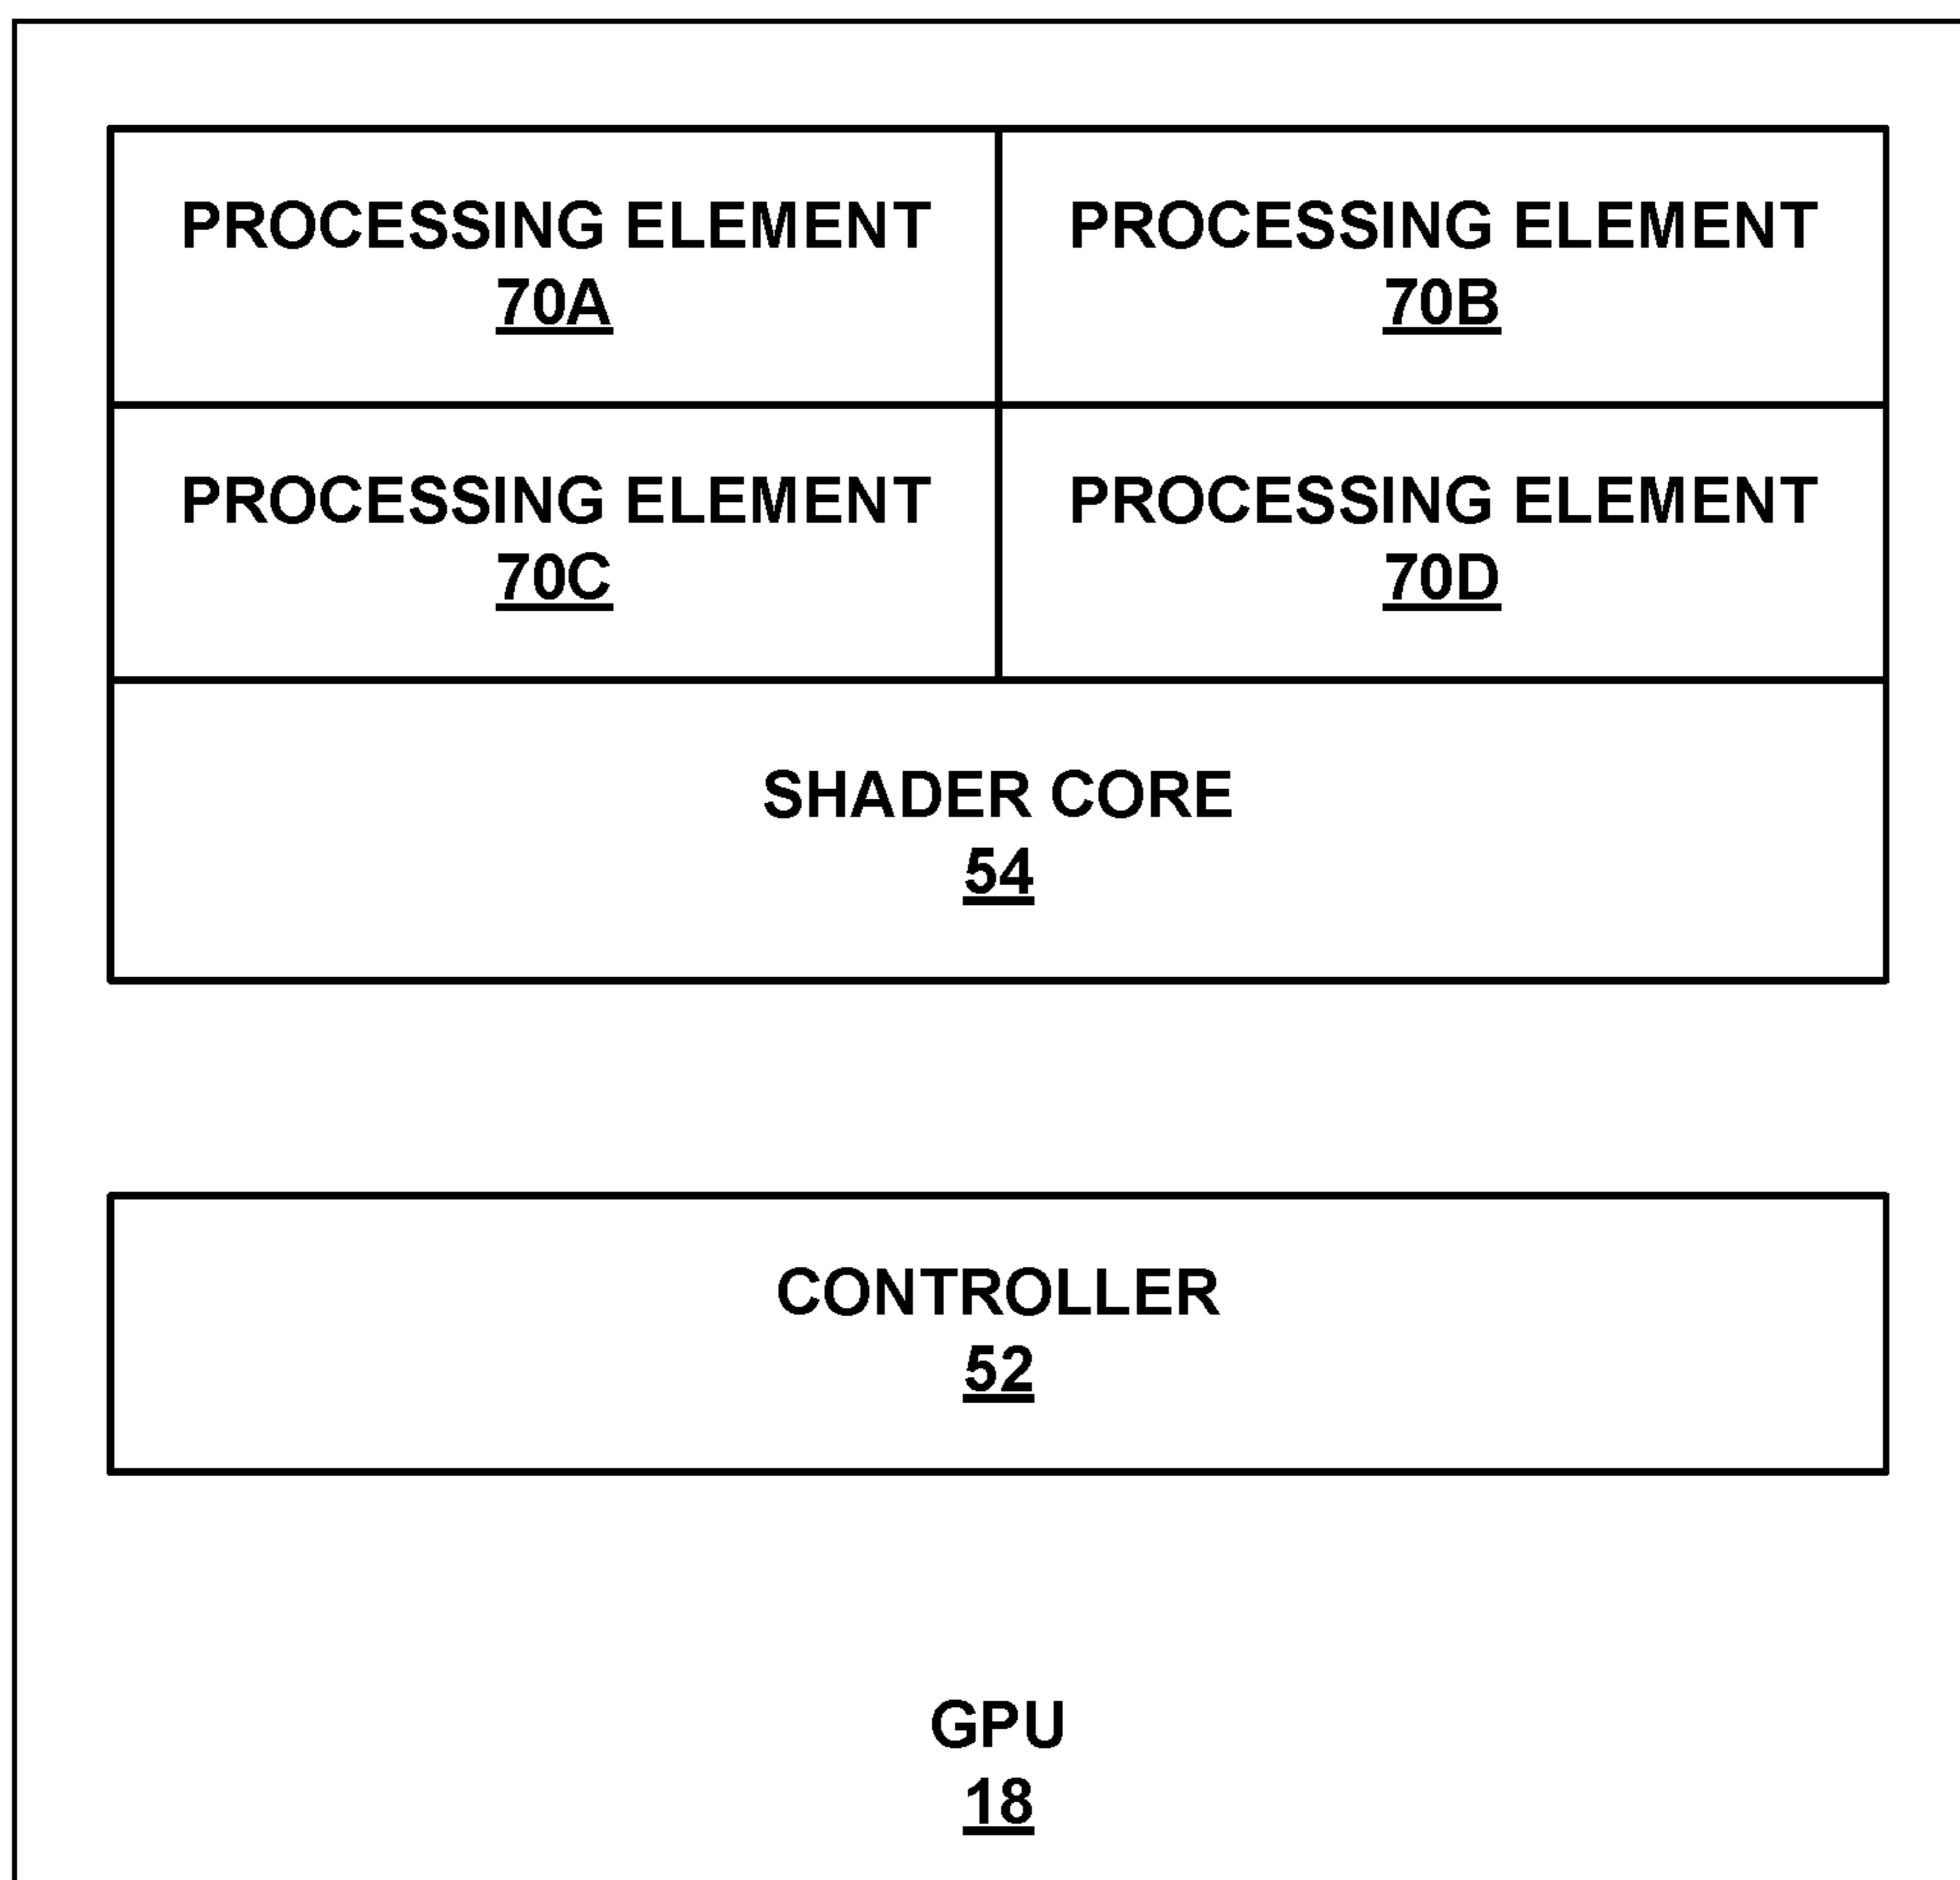 PROCESSING ELEMENT
70A
PROCESSING ELEMENT
70B
PROCESSING ELEMENT
70C
PROCESSING ELEMENT
70D
SHADER CORE
54
CONTROLLER
52
GPU
18